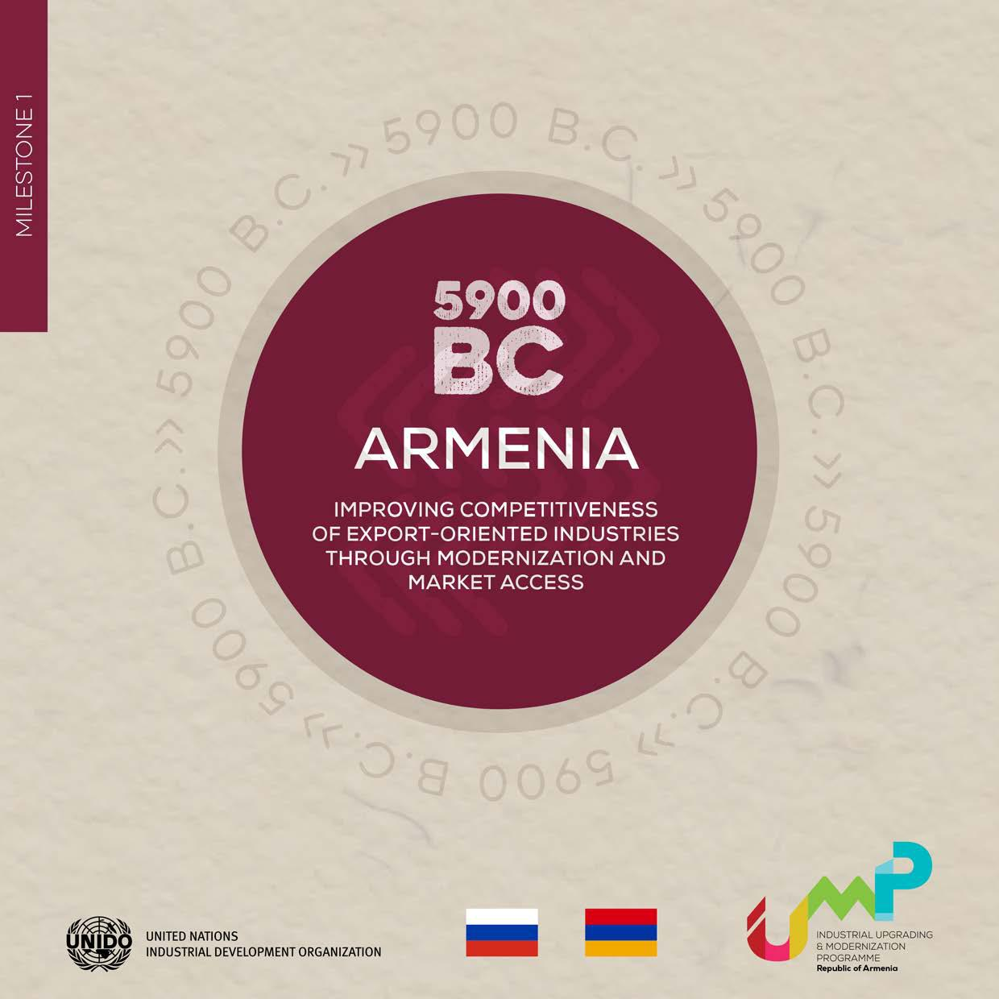 MILESTONE 1
5900 B.C. >> 5900 B.C. >> 5900 B.C. >> 5900 B.C. >> 5900 B.C. >> 5900 B.C. >>
5900
BC
ARMENIA
IMPROVING COMPETITIVENESS
OF EXPORT-ORIENTED INDUSTRIES
THROUGH MODERNIZATION AND
MARKET ACCESS
UNIDO
UNITED NATIONS
INDUSTRIAL DEVELOPMENT ORGANIZATION
UMP
INDUSTRIAL UPGRADING
& MODERNIZATION
PROGRAMME
Republic of Armenia